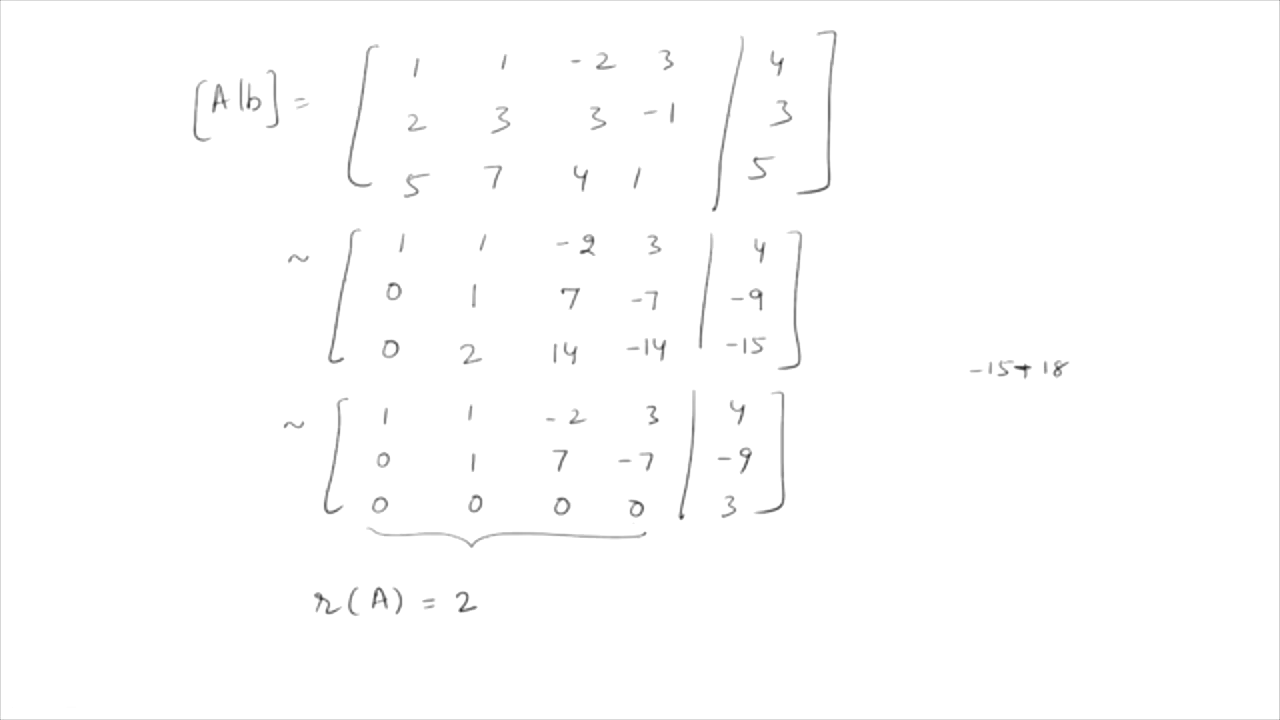 [A|b] = [ 1 1 -2 3 | 4 ]
2 3 3 -1 | 3
5 7 4 1 | 5
~ [ 1 1 -2 3 | 4 ]
0 1 7 -7 | -9
0 2 14 -14 | -15
-15+18
~ [ 1 1 -2 3 | 4 ]
0 1 7 -7 | -9
0 0 0 0 | 3
r(A) = 2